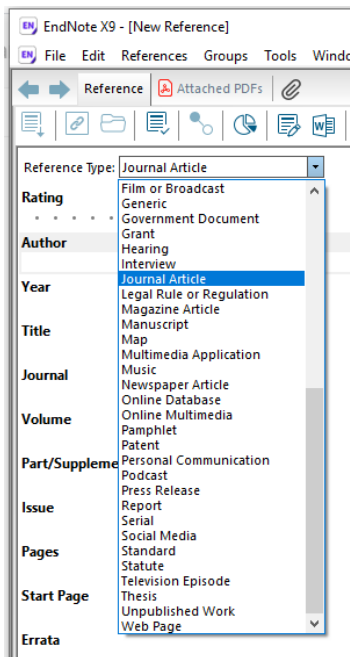 EN EndNote X9 - [New Reference]
EN File Edit References Groups Tools Windo
Reference Attached PDFs
Reference Type: Journal Article
Rating
Author
Year
Title
Journal
Volume
Part/Suppleme
Issue
Pages
Start Page
Errata
Film or Broadcast
Generic
Government Document
Grant
Hearing
Interview
Journal Article
Legal Rule or Regulation
Magazine Article
Manuscript
Map
Multimedia Application
Music
Newspaper Article
Online Database
Online Multimedia
Pamphlet
Patent
Personal Communication
Podcast
Press Release
Report
Serial
Social Media
Standard
Statute
Television Episode
Thesis
Unpublished Work
Web Page